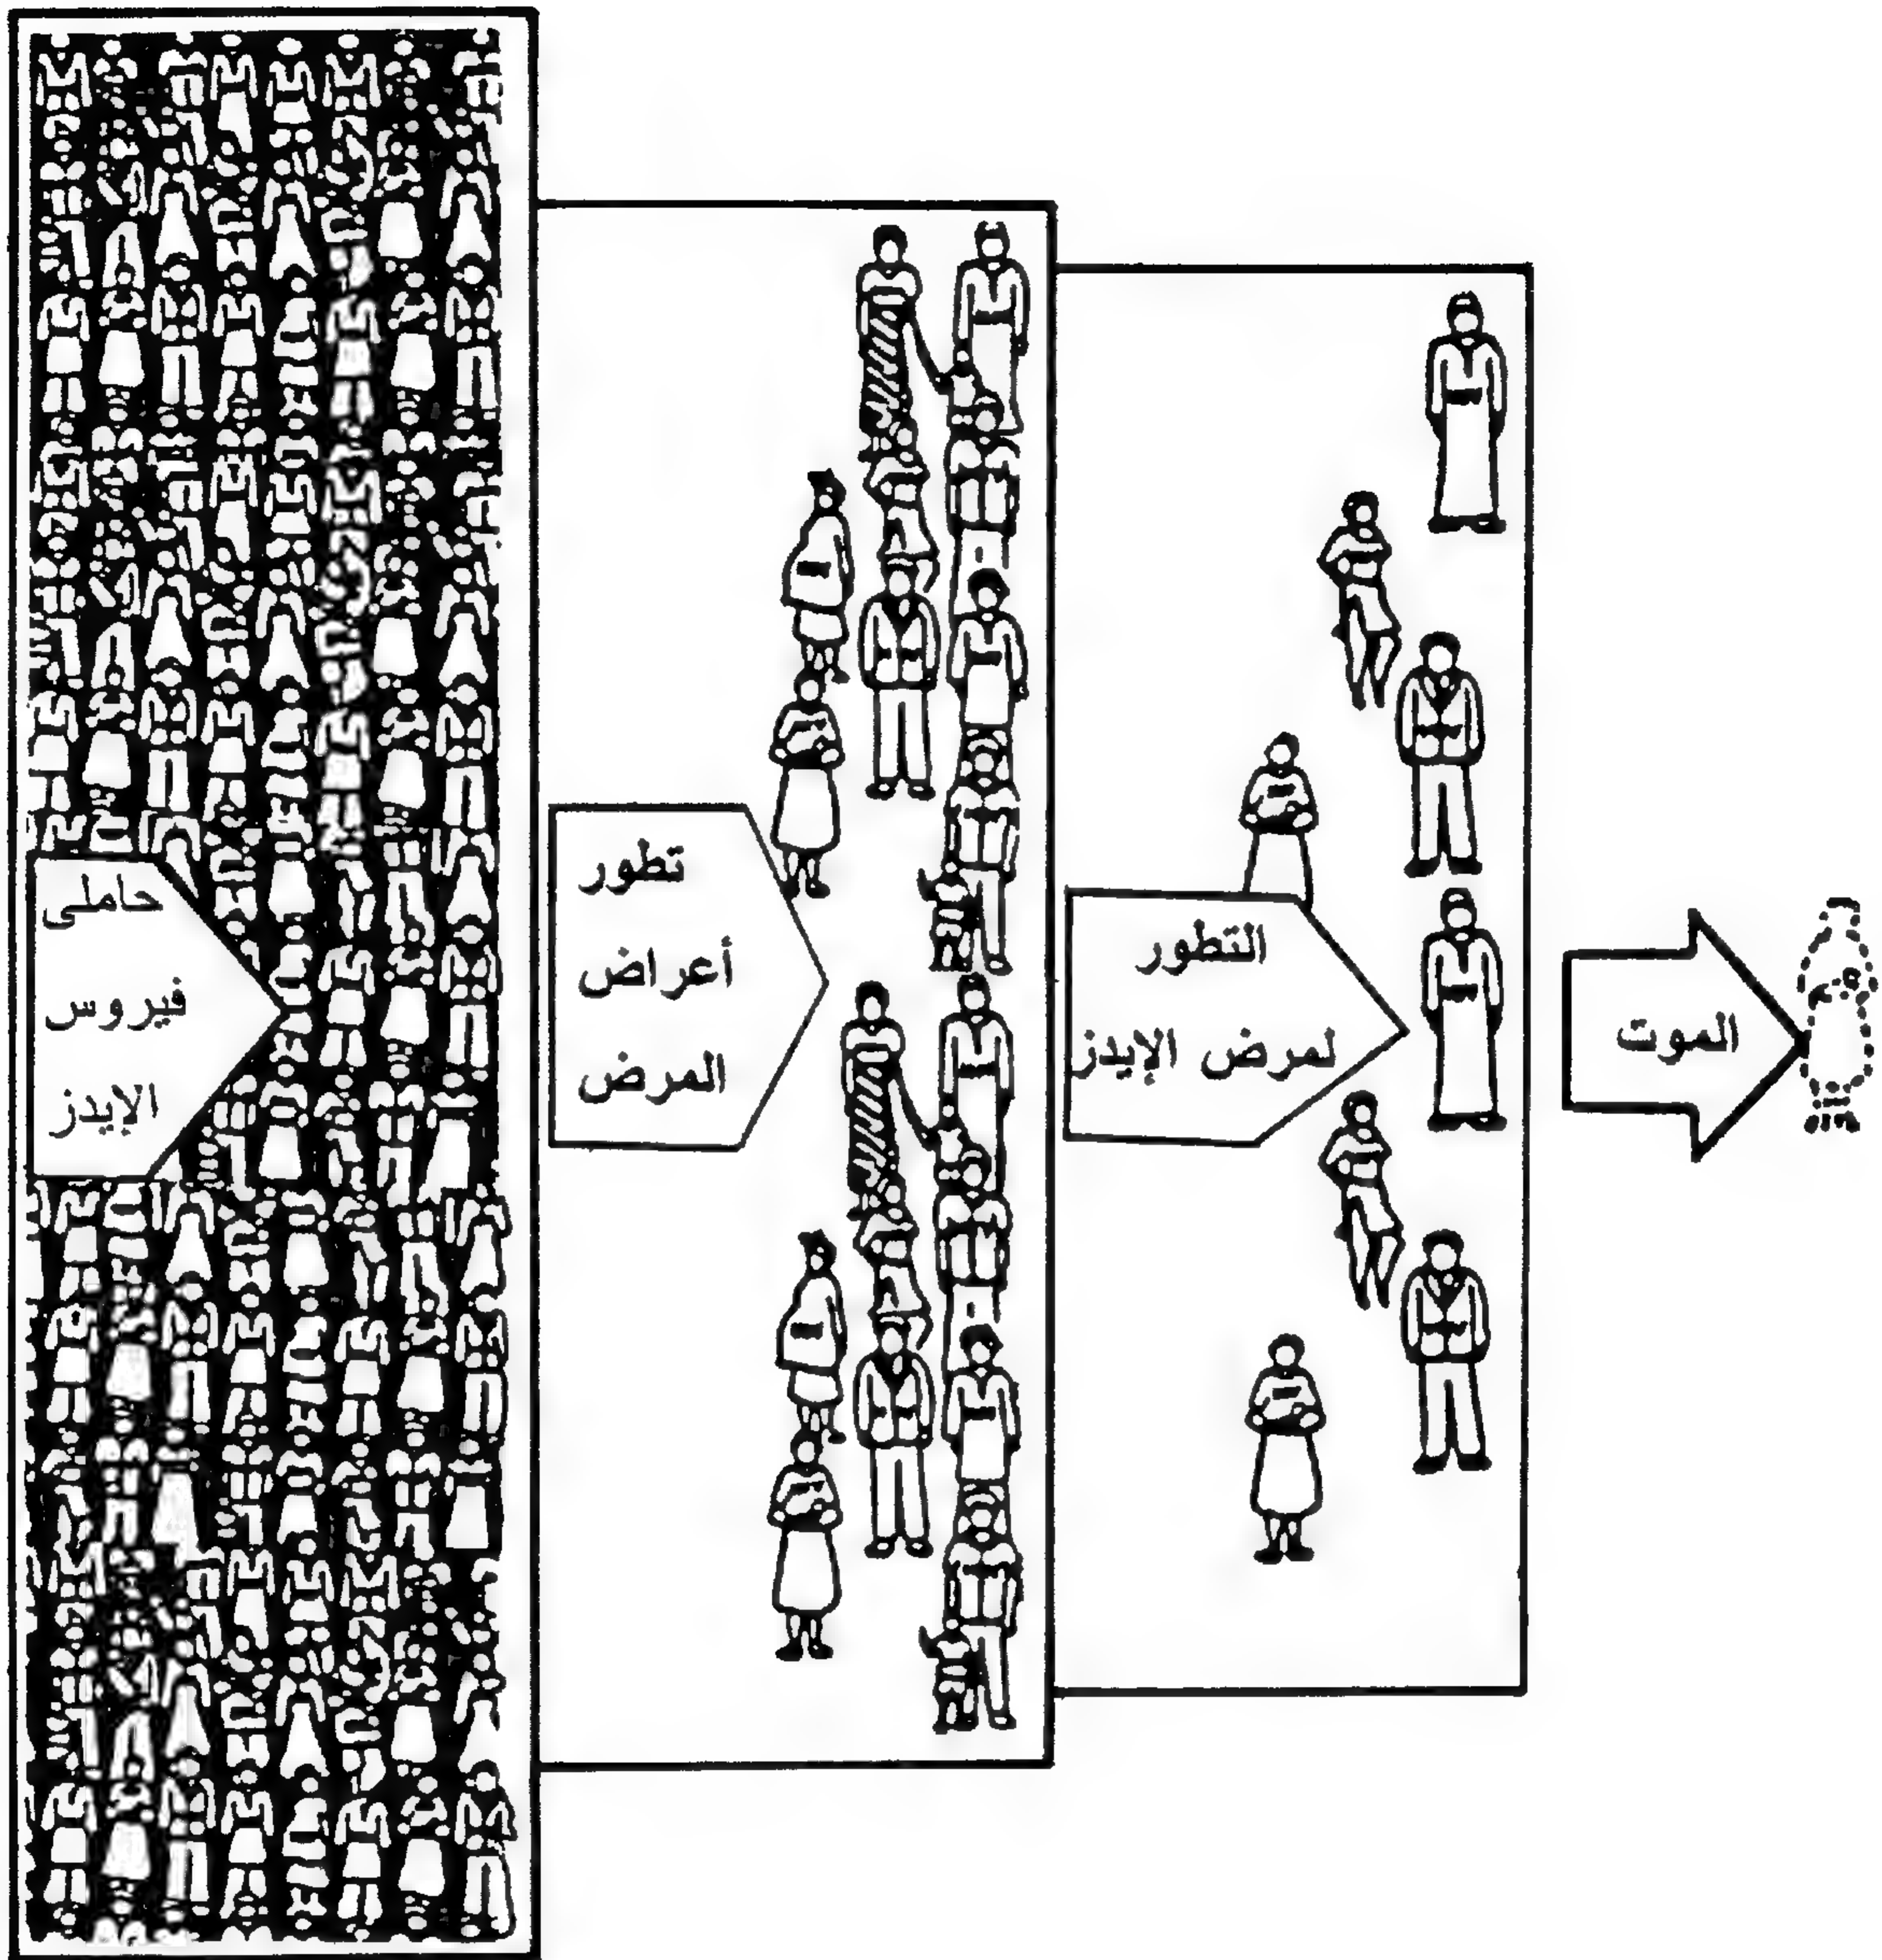 حاملى
فيروس
الإيدز
تطور
أعراض
المرض
التطور
لمرض الإيدز
الموت